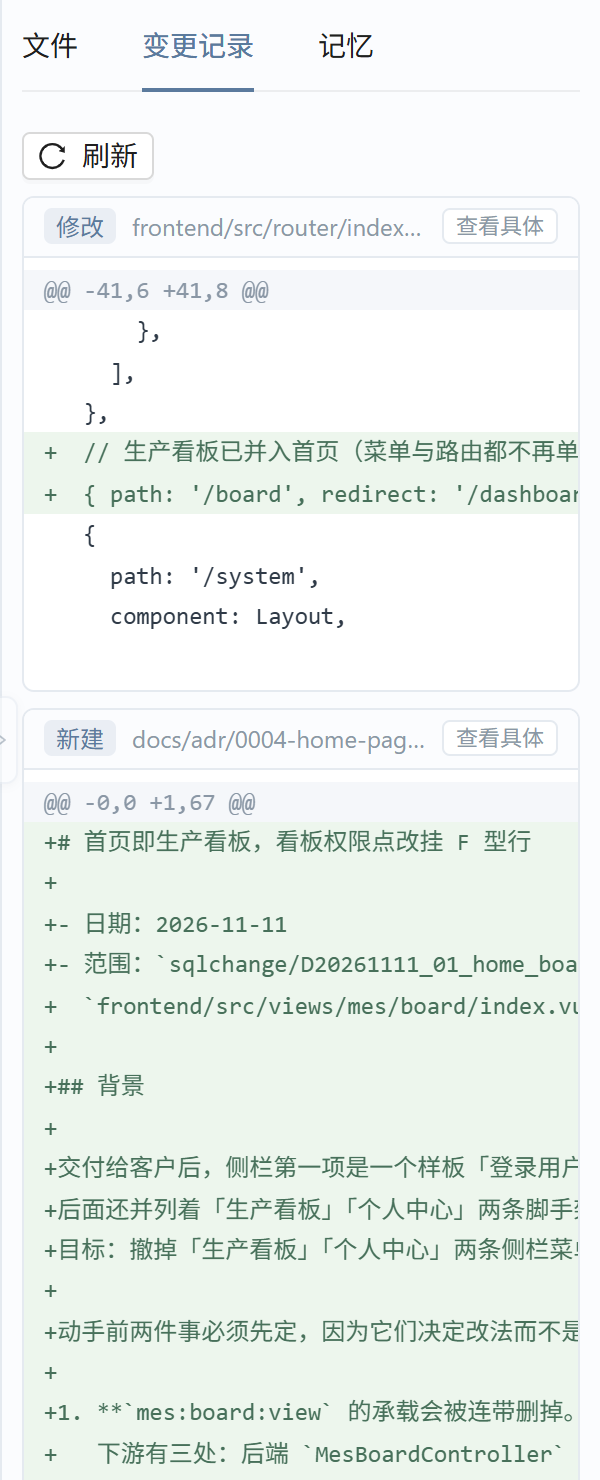 文件 变更记录 记忆
刷新
修改 frontend/src/router/index... 查看具体
@@ -41,6 +41,8 @@
},
],
},
+ // 生产看板已并入首页（菜单与路由都不再单
+ { path: '/board', redirect: '/dashboar
{
path: '/system',
component: Layout,
新建 docs/adr/0004-home-pag... 查看具体
@@ -0,0 +1,67 @@
+# 首页即生产看板，看板权限点改挂 F 型行
+
+- 日期：2026-11-11
+- 范围：`sqlchange/D20261111_01_home_boa
+  `frontend/src/views/mes/board/index.vu
+
+## 背景
+
+交付给客户后，侧栏第一项是一个样板「登录用户
+后面还并列着「生产看板」「个人中心」两条脚手架
+目标：撤掉「生产看板」「个人中心」两条侧栏菜单
+
+动手前两件事必须先定，因为它们决定改法而不是
+
+1. **`mes:board:view` 的承载会被连带删掉。
+   下游有三处：后端 `MesBoardController`